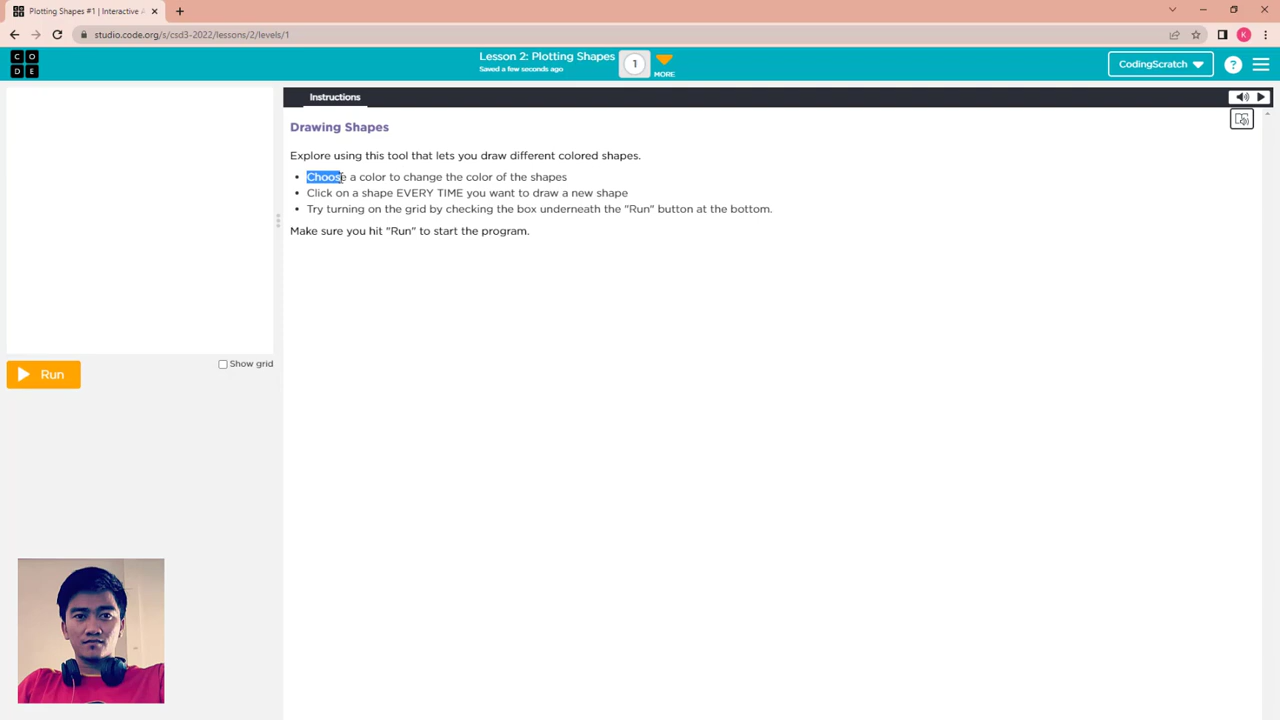 Plotting Shapes #1 | Interactive A
studio.code.org/s/csd3-2022/lessons/2/levels/1
K
C O
D E
Lesson 2: Plotting Shapes
Saved a few seconds ago
1
MORE
CodingScratch
?
Instructions
Drawing Shapes
Explore using this tool that lets you draw different colored shapes.
• Choose a color to change the color of the shapes
• Click on a shape EVERY TIME you want to draw a new shape
• Try turning on the grid by checking the box underneath the "Run" button at the bottom.
Make sure you hit "Run" to start the program.
Show grid
Run